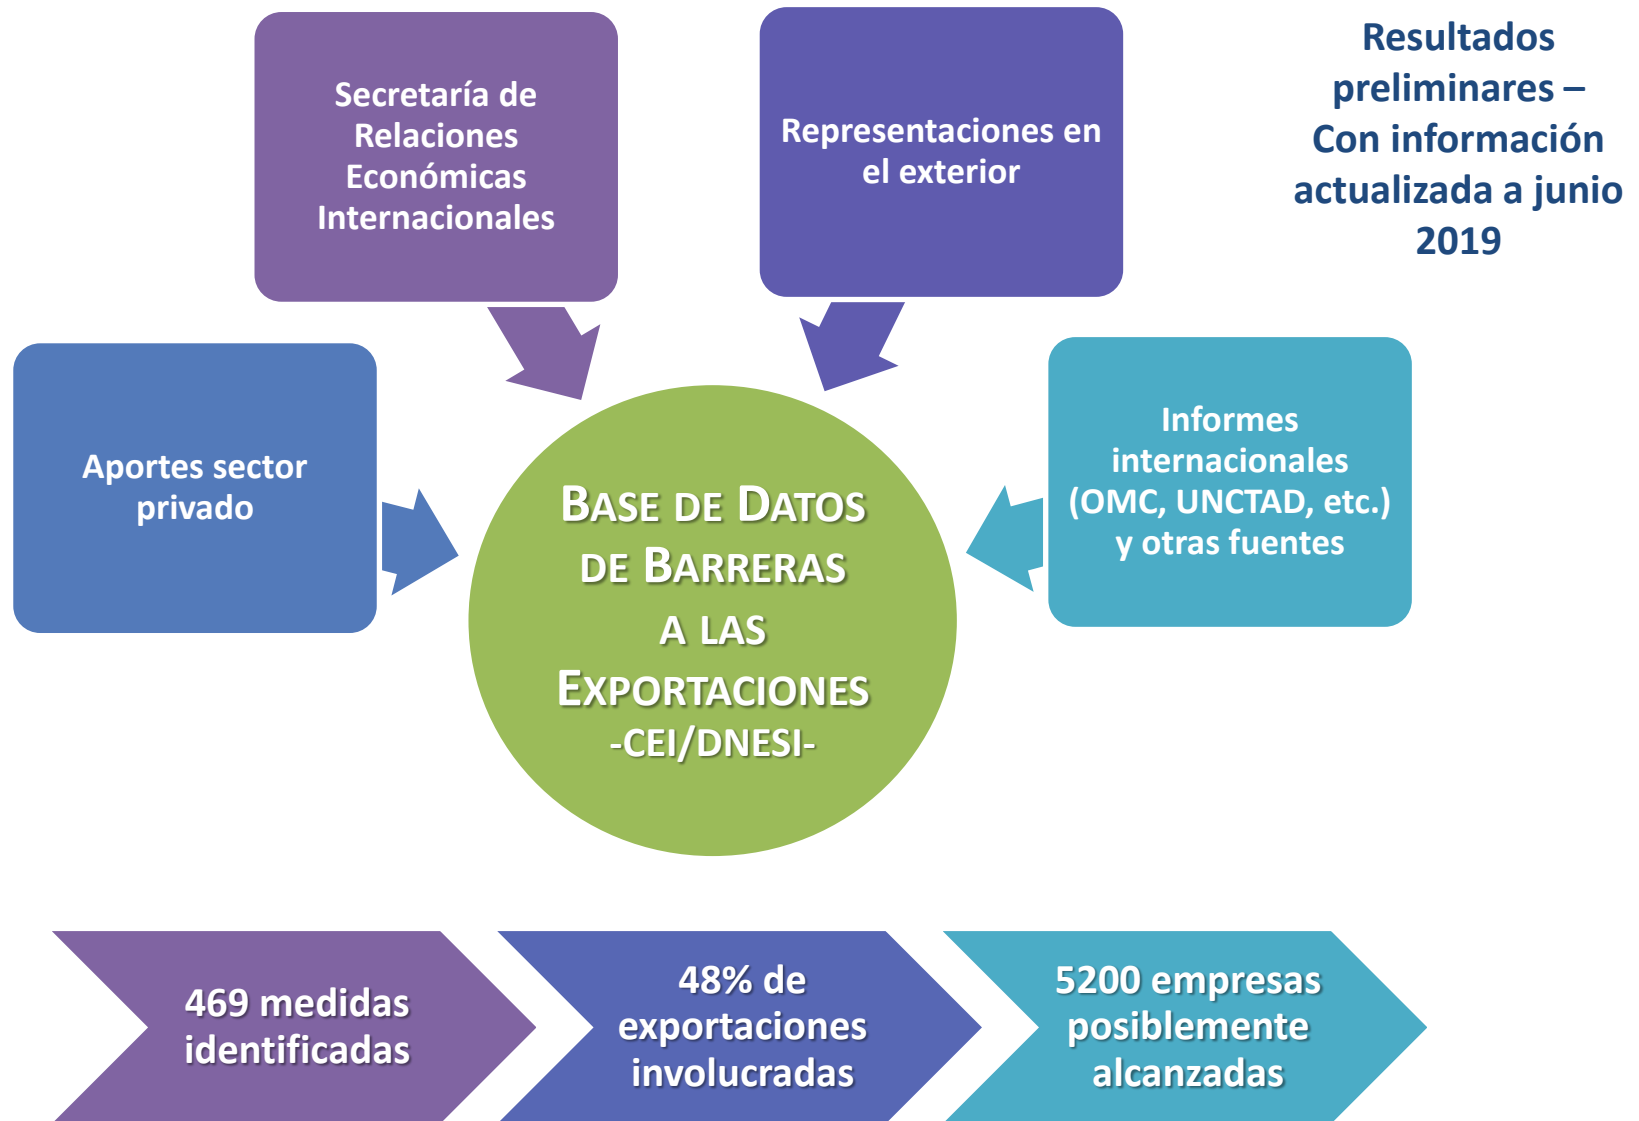 Secretaría de
Relaciones
Económicas
Internacionales
Representaciones en
el exterior
Resultados
preliminares –
Con información
actualizada a junio
2019
Aportes sector
privado
Informes
internacionales
(OMC, UNCTAD, etc.)
y otras fuentes
BASE DE DATOS
DE BARRERAS
A LAS
EXPORTACIONES
-CEI/DNESI-
469 medidas
identificadas
48% de
exportaciones
involucradas
5200 empresas
posiblemente
alcanzadas